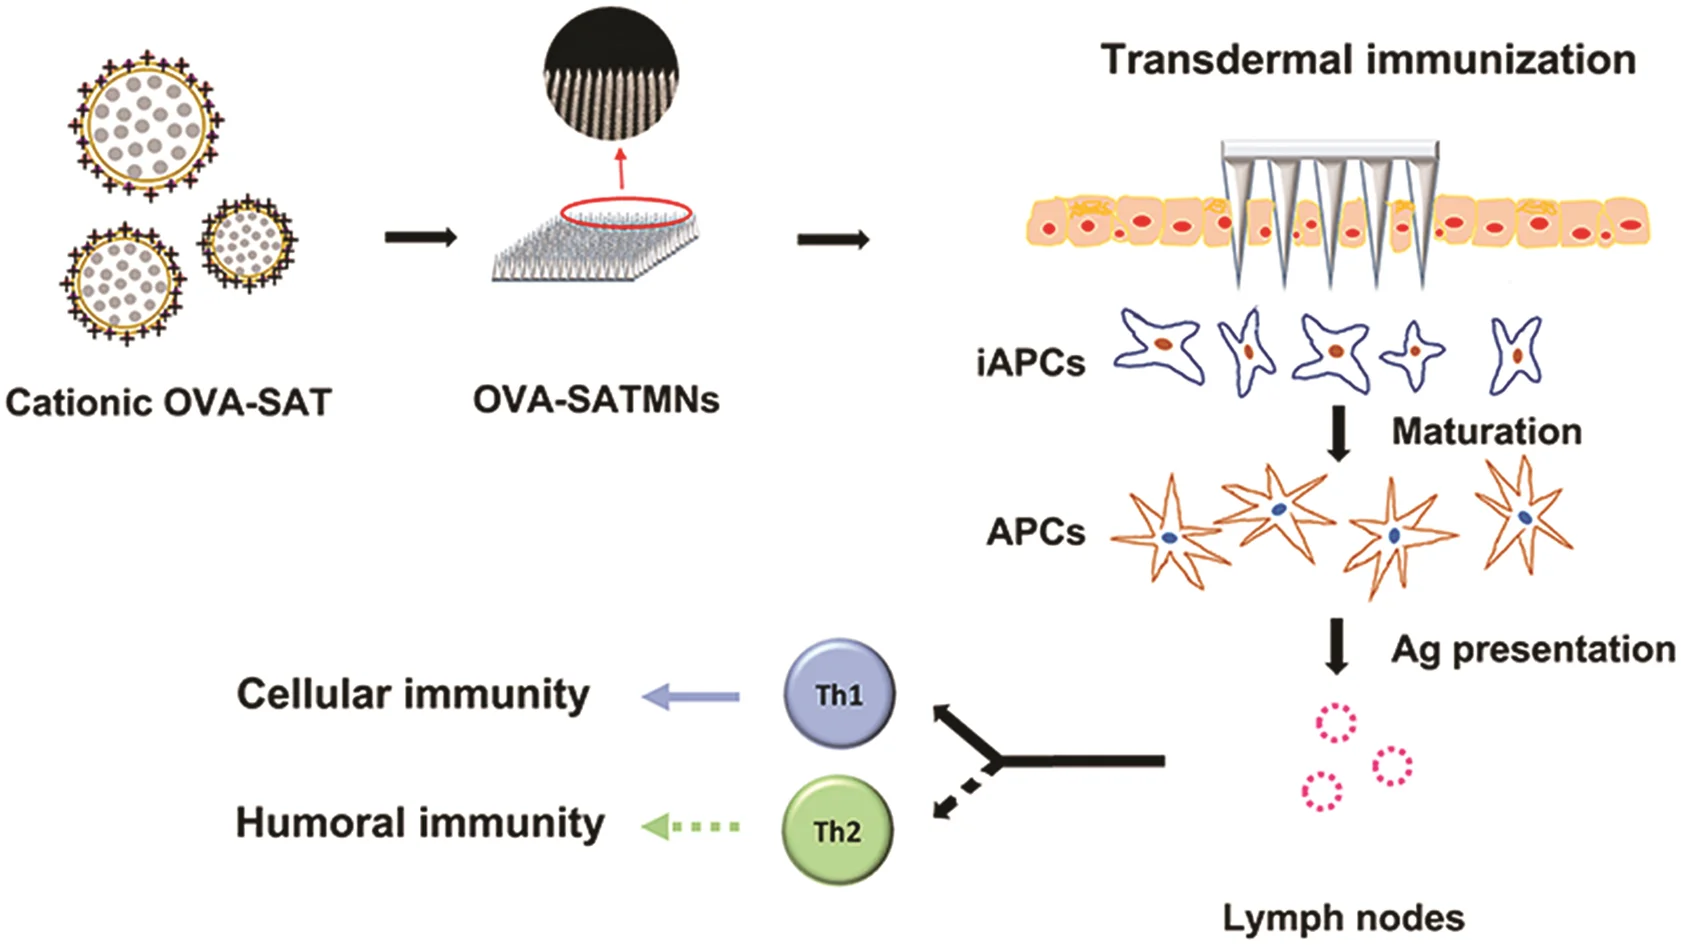 Transdermal immunization
Cationic OVA-SAT
OVA-SATMNs
iAPCs
Maturation
APCs
Ag presentation
Cellular immunity
Th1
Humoral immunity
Th2
Lymph nodes